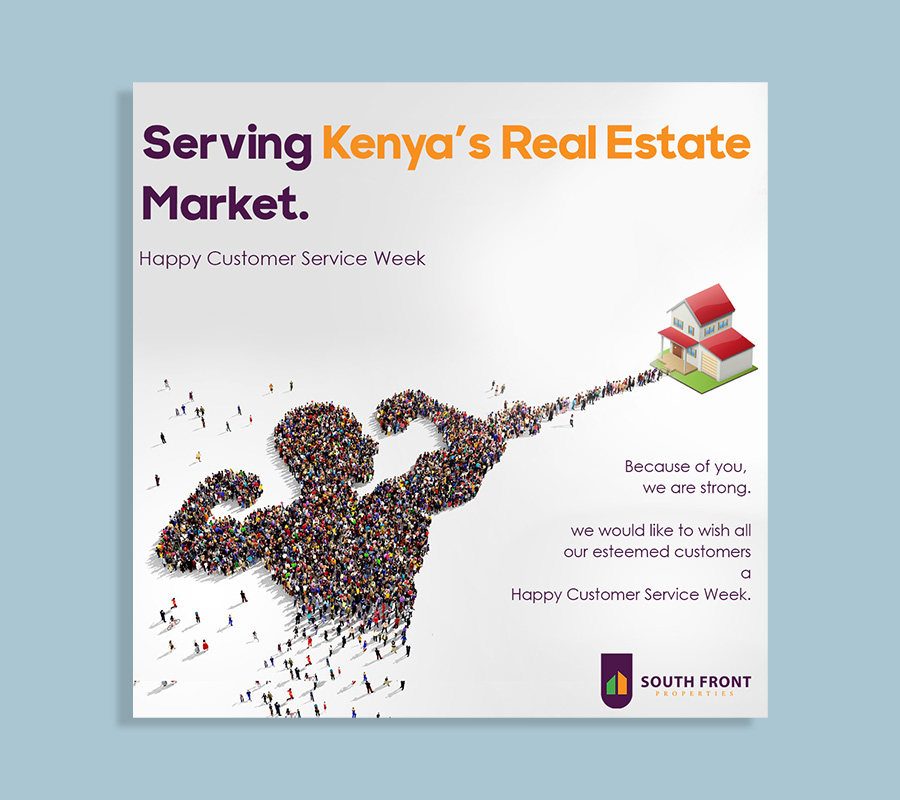 Serving Kenya’s Real Estate
Market.
Happy Customer Service Week
Because of you,
we are strong.
we would like to wish all
our esteemed customers
a
Happy Customer Service Week.
SOUTH FRONT
PROPERTIES